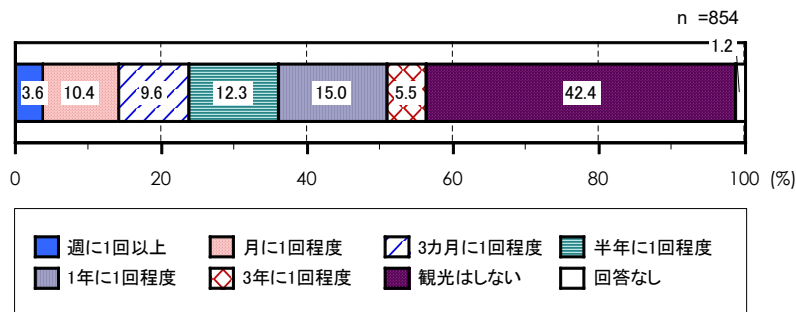 n =854
1.2
3.6 10.4 9.6 12.3 15.0 5.5 42.4
0 20 40 60 80 100 (%)
週に1回以上 月に1回程度 3カ月に1回程度 半年に1回程度
1年に1回程度 3年に1回程度 観光はしない 回答なし